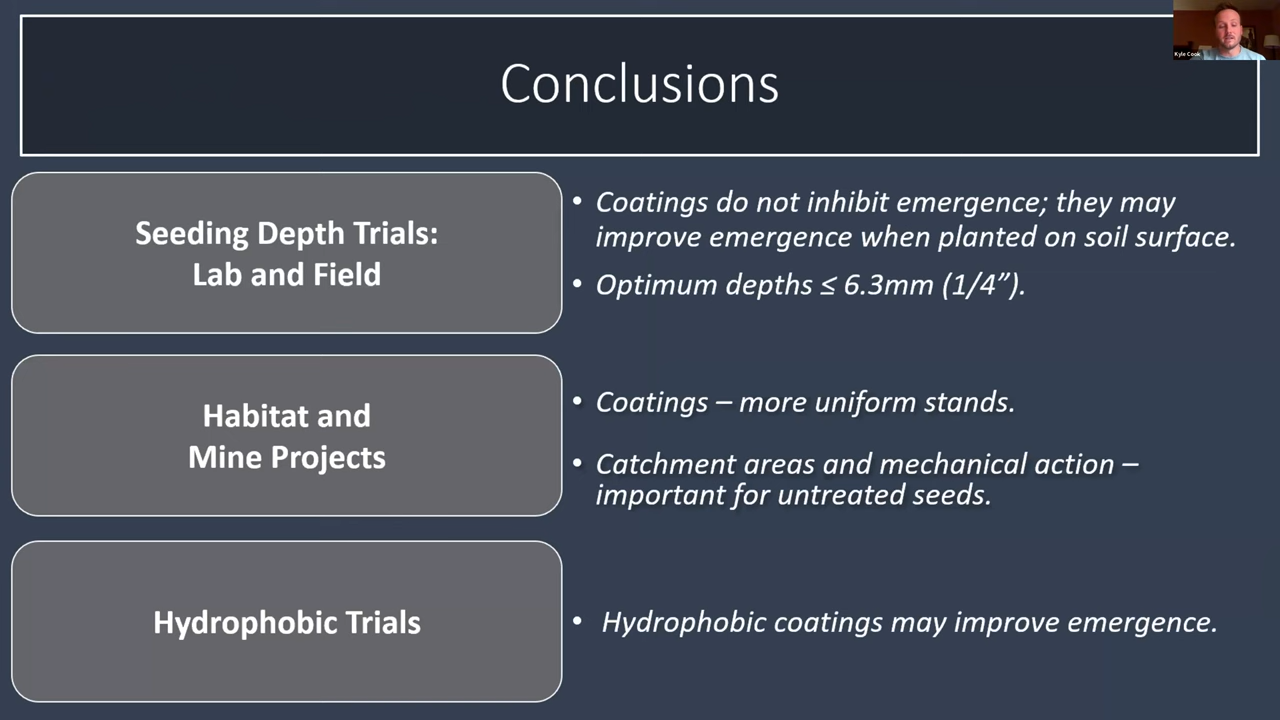 Kyle Cook
Conclusions
Seeding Depth Trials:
Lab and Field
• Coatings do not inhibit emergence; they may
improve emergence when planted on soil surface.
• Optimum depths ≤ 6.3mm (1/4”).
Habitat and
Mine Projects
• Coatings – more uniform stands.
• Catchment areas and mechanical action –
important for untreated seeds.
Hydrophobic Trials
• Hydrophobic coatings may improve emergence.